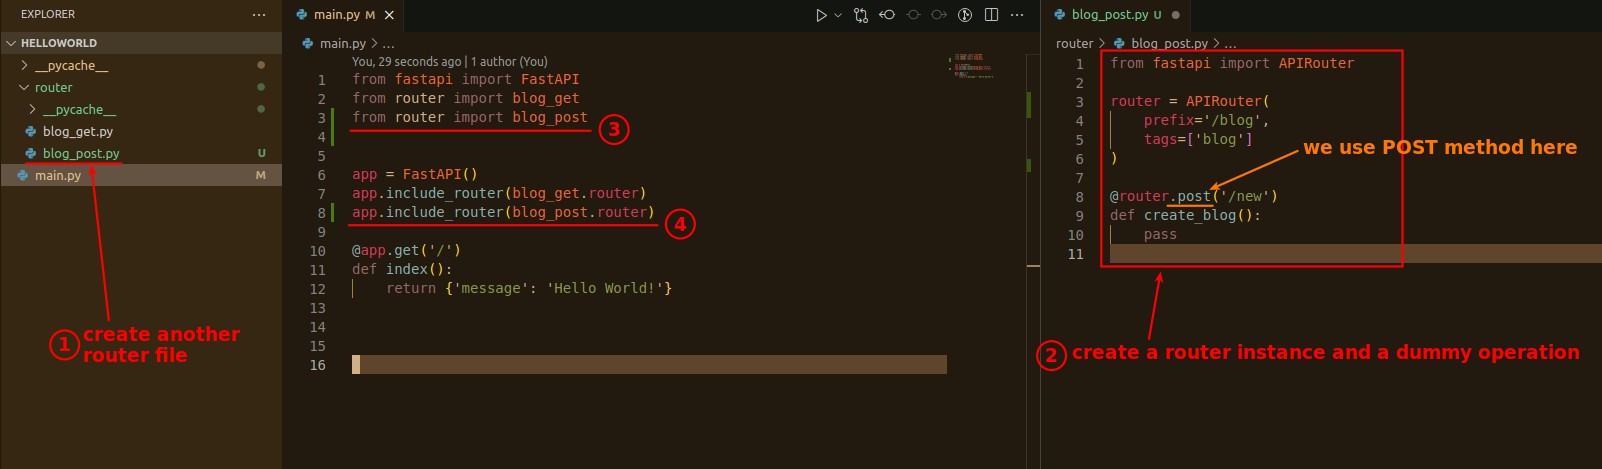 EXPLORER ...
HELLOWORLD
__pycache__
router
__pycache__
blog_get.py
blog_post.py U
main.py M
1 create another
router file
main.py M
main.py > ...
You, 29 seconds ago | 1 author (You)
1 from fastapi import FastAPI
2 from router import blog_get
3 from router import blog_post
3
4
5
6 app = FastAPI()
7 app.include_router(blog_get.router)
8 app.include_router(blog_post.router)
4
9
10 @app.get('/')
11 def index():
12 return {'message': 'Hello World!'}
13
14
15
16
blog_post.py U
router > blog_post.py > ...
1 from fastapi import APIRouter
2
3 router = APIRouter(
4 prefix='/blog',
5 tags=['blog']
6 )
7
8 @router.post('/new')
9 def create_blog():
10 pass
11
we use POST method here
2 create a router instance and a dummy operation